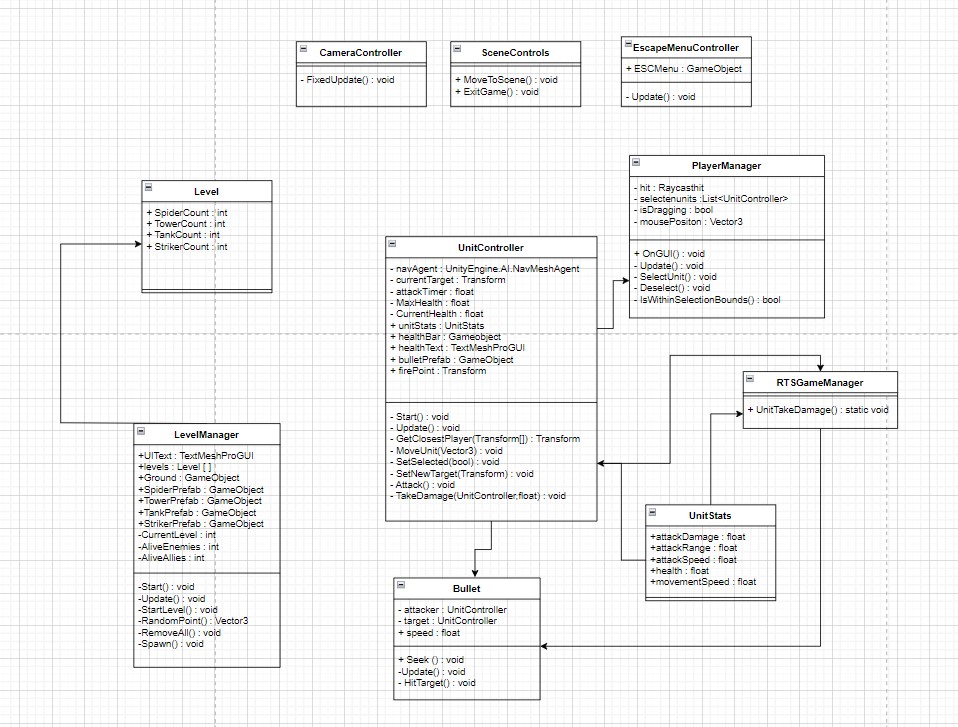 CameraController
- FixedUpdate() : void
SceneControls
+ MoveToScene() : void
+ ExitGame() : void
EscapeMenuController
+ ESCMenu : GameObject
- Update() : void
PlayerManager
- hit : Raycasthit
- selectenunits :List<UnitController>
- isDragging : bool
- mousePositon : Vector3
+ OnGUI() : void
- Update() : void
- SelectUnit() : void
- Deselect() : void
- IsWithinSelectionBounds() : bool
Level
+ SpiderCount : int
+ TowerCount : int
+ TankCount : int
+ StrikerCount : int
UnitController
- navAgent : UnityEngine.AI.NavMeshAgent
- currentTarget : Transform
- attackTimer : float
- MaxHealth : float
- CurrentHealth : float
+ unitStats : UnitStats
+ healthBar : Gameobject
+ healthText : TextMeshProGUI
+ bulletPrefab : GameObject
+ firePoint : Transform
- Start() : void
- Update() : void
- GetClosestPlayer(Transform[]) : Transform
- MoveUnit(Vector3) : void
- SetSelected(bool) : void
- SetNewTarget(Transform) : void
- Attack() : void
- TakeDamage(UnitController,float) : void
RTSGameManager
+ UnitTakeDamage() : static void
LevelManager
+UIText : TextMeshProGUI
+levels : Level [ ]
+Ground : GameObject
+SpiderPrefab : GameObject
+TowerPrefab : GameObject
+TankPrefab : GameObject
+StrikerPrefab : GameObject
-CurrentLevel : int
-AliveEnemies : int
-AliveAllies : int
-Start() : void
-Update() : void
-StartLevel() : void
-RandomPoint() : Vector3
-RemoveAll() : void
-Spawn() : void
UnitStats
+attackDamage : float
+attackRange : float
+attackSpeed : float
+health : float
+movementSpeed : float
Bullet
- attacker : UnitController
- target : UnitController
+ speed : float
+ Seek () : void
-Update() : void
- HitTarget() : void